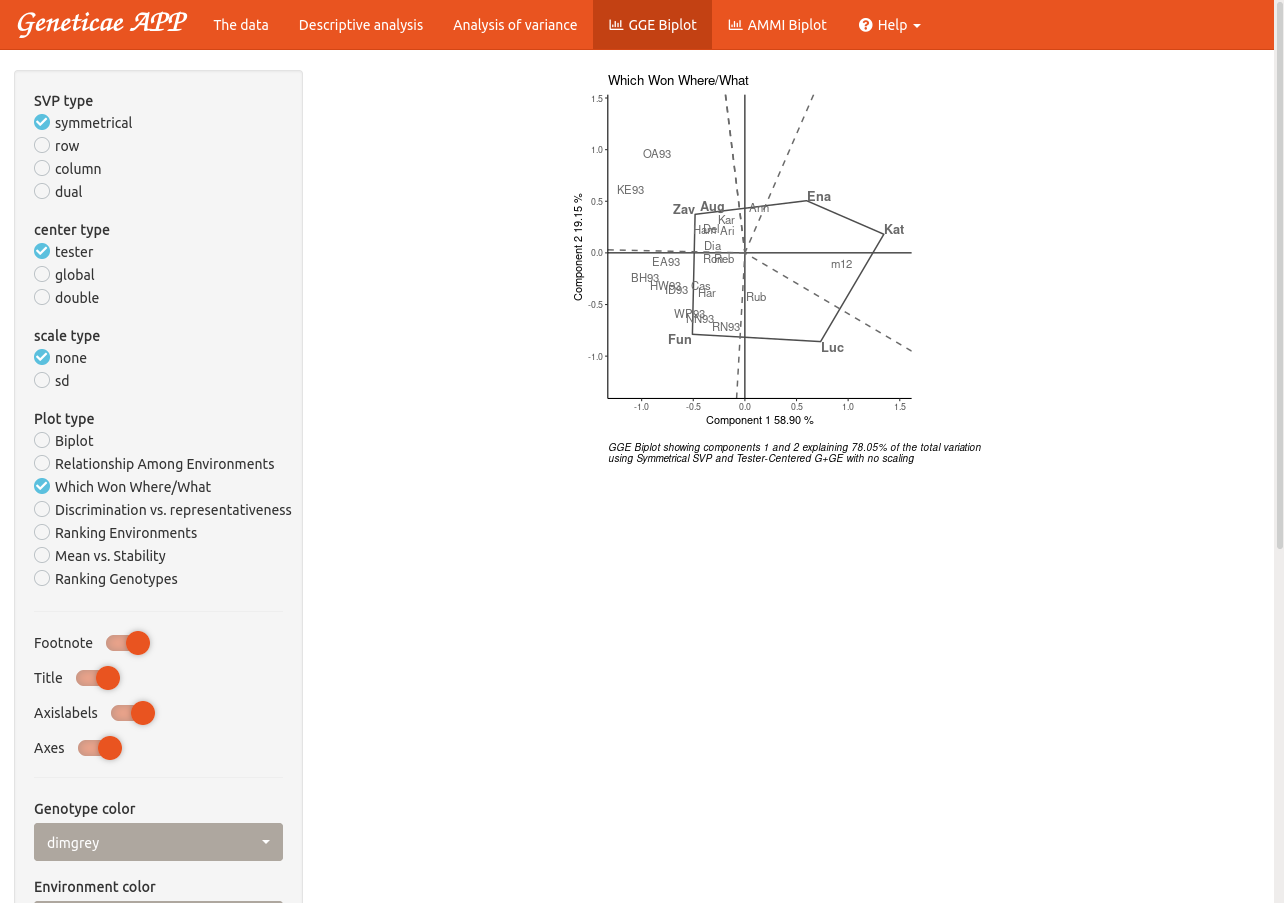 Geneticae APP
The data
Descriptive analysis
Analysis of variance
GGE Biplot
AMMI Biplot
Help
SVP type
symmetrical
row
column
dual
center type
tester
global
double
scale type
none
sd
Plot type
Biplot
Relationship Among Environments
Which Won Where/What
Discrimination vs. representativeness
Ranking Environments
Mean vs. Stability
Ranking Genotypes
Footnote
Title
Axislabels
Axes
Genotype color
dimgrey
Environment color
Which Won Where/What
1.5
1.0
0.5
0.0
-0.5
-1.0
Component 2 19.15 %
OA93
KE93
Zav
Aug
Ann
Ena
Kar
Ham
Del
Ari
Kat
Dia
EA93
Ron
Reb
m12
BH93
HW93
ID93
Cas
Har
Rub
WP93
NN93
RN93
Fun
Luc
-1.0
-0.5
0.0
0.5
1.0
1.5
Component 1 58.90 %
GGE Biplot showing components 1 and 2 explaining 78.05% of the total variation
using Symmetrical SVP and Tester-Centered G+GE with no scaling